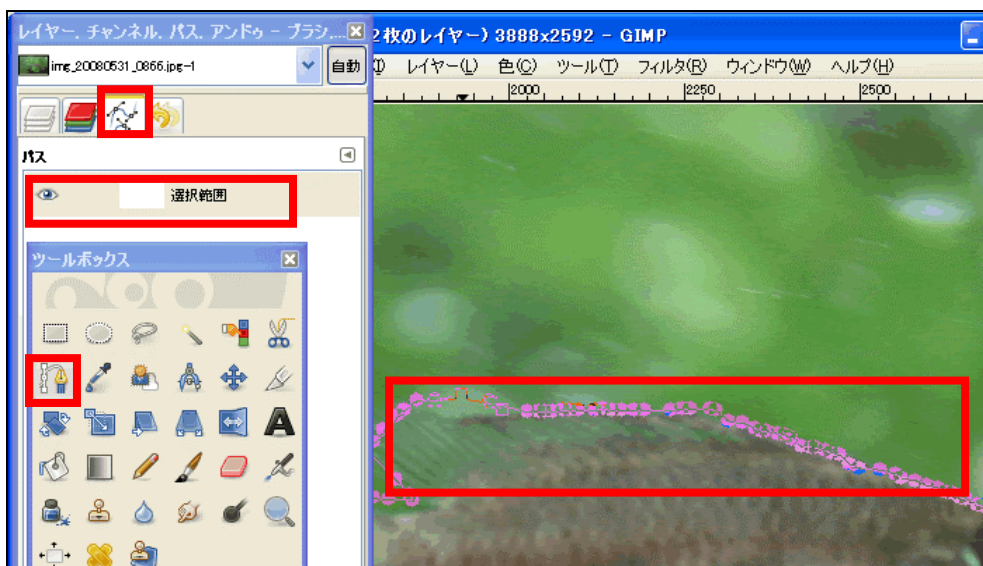 レイヤー, チャンネル, パス, アンドゥ - ブラシ,...
img_20080531_0866.jpg-1
自動
パス
選択範囲
ツールボックス
A
2枚のレイヤー) 3888x2592 - GIMP
レイヤー(L) 色(C) ツール(T) フィルタ(R) ウィンドウ(W) ヘルプ(H)
2000 2250 2500